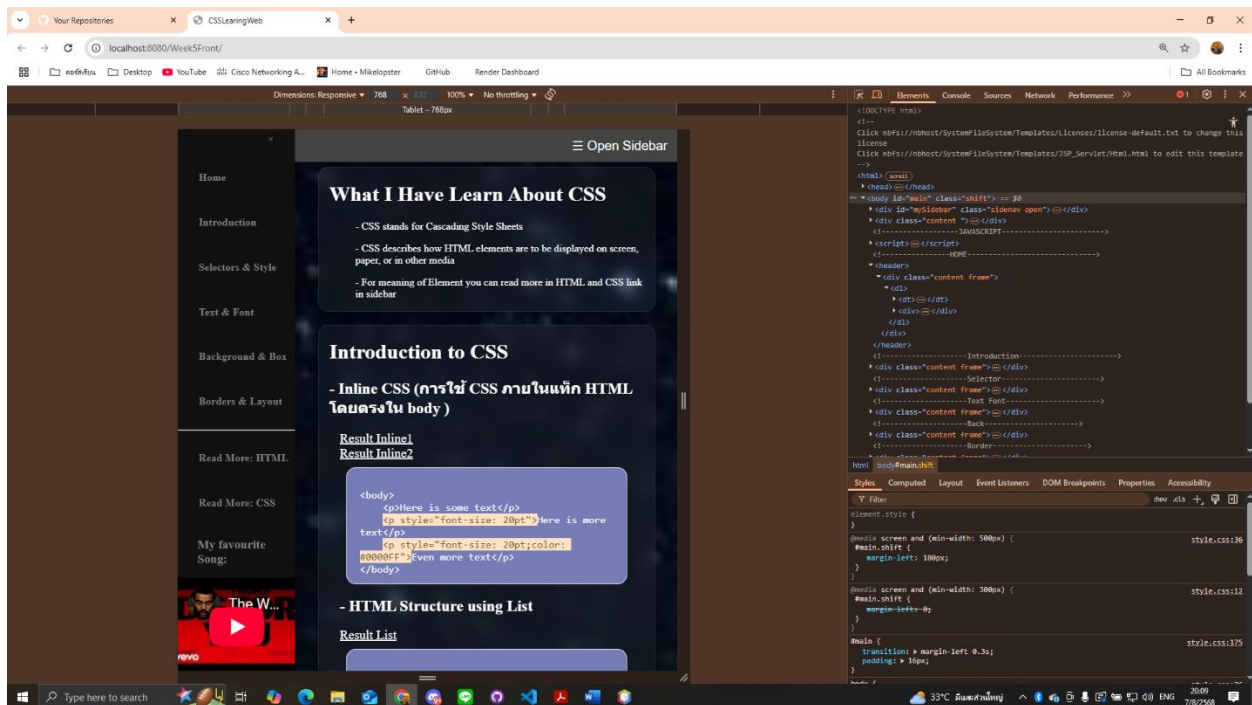 Your Repositories
CSSLearingWeb
localhost:8080/Week5Front/
Desktop
YouTube
Cisco Networking A...
Home • Mikelopster
GitHub
Render Dashboard
All Bookmarks
Dimensions: Responsive 768 x 832 100% No throttling
Tablet – 768px
×
☰ Open Sidebar
Home
Introduction
Selectors & Style
Text & Font
Background & Box
Borders & Layout
Read More: HTML
Read More: CSS
My favourite
Song:
The W...
vevo
What I Have Learn About CSS
- CSS stands for Cascading Style Sheets
- CSS describes how HTML elements are to be displayed on screen,
paper, or in other media
- For meaning of Element you can read more in HTML and CSS link
in sidebar
Introduction to CSS
- Inline CSS (การใช้ CSS ภายในแท็ก HTML
โดยตรงใน body )
Result Inline1
Result Inline2
<body>
<p>Here is some text</p>
<p style="font-size: 20pt">Here is more
text</p>
<p style="font-size: 20pt;color:
#0000FF">Even more text</p>
</body>
- HTML Structure using List
Result List
Elements Console Sources Network Performance 1
<!DOCTYPE html>
<!--
Click nbfs://nbhost/SystemFileSystem/Templates/Licenses/license-default.txt to change this
license
Click nbfs://nbhost/SystemFileSystem/Templates/JSP_Servlet/Html.html to edit this template
-->
<html> scroll
<head></head>
<body id="main" class="shift"> == $0
<div id="mySidebar" class="sidenav open"></div>
<div class="content "></div>
<!------------------JAVASCRIPT------------------------>
<script></script>
<!----------------HOME------------------------------>
<header>
<div class="content frame">
<dl>
<dt></dt>
<div></div>
</dl>
</div>
</header>
<!--------------------Introduction----------------------->
<div class="content frame"></div>
<!--------------------Selector------------------------>
<div class="content frame"></div>
<!--------------------Text Font---------------------->
<div class="content frame"></div>
<!--------------------Back--------------------------->
<div class="content frame"></div>
<!--------------------Border---------------------->
html body#main.shift
Styles Computed Layout Event Listeners DOM Breakpoints Properties Accessibility
Filter :hov .cls
element.style {
}
@media screen and (min-width: 500px) {
#main.shift { style.css:36
margin-left: 180px;
}
}
@media screen and (min-width: 300px) {
#main.shift { style.css:12
margin-left: 0;
}
}
#main { style.css:175
transition: margin-left 0.3s;
padding: 16px;
}
Type here to search
33°C มีเมฆส่วนใหญ่
ENG
20:09
7/8/2568